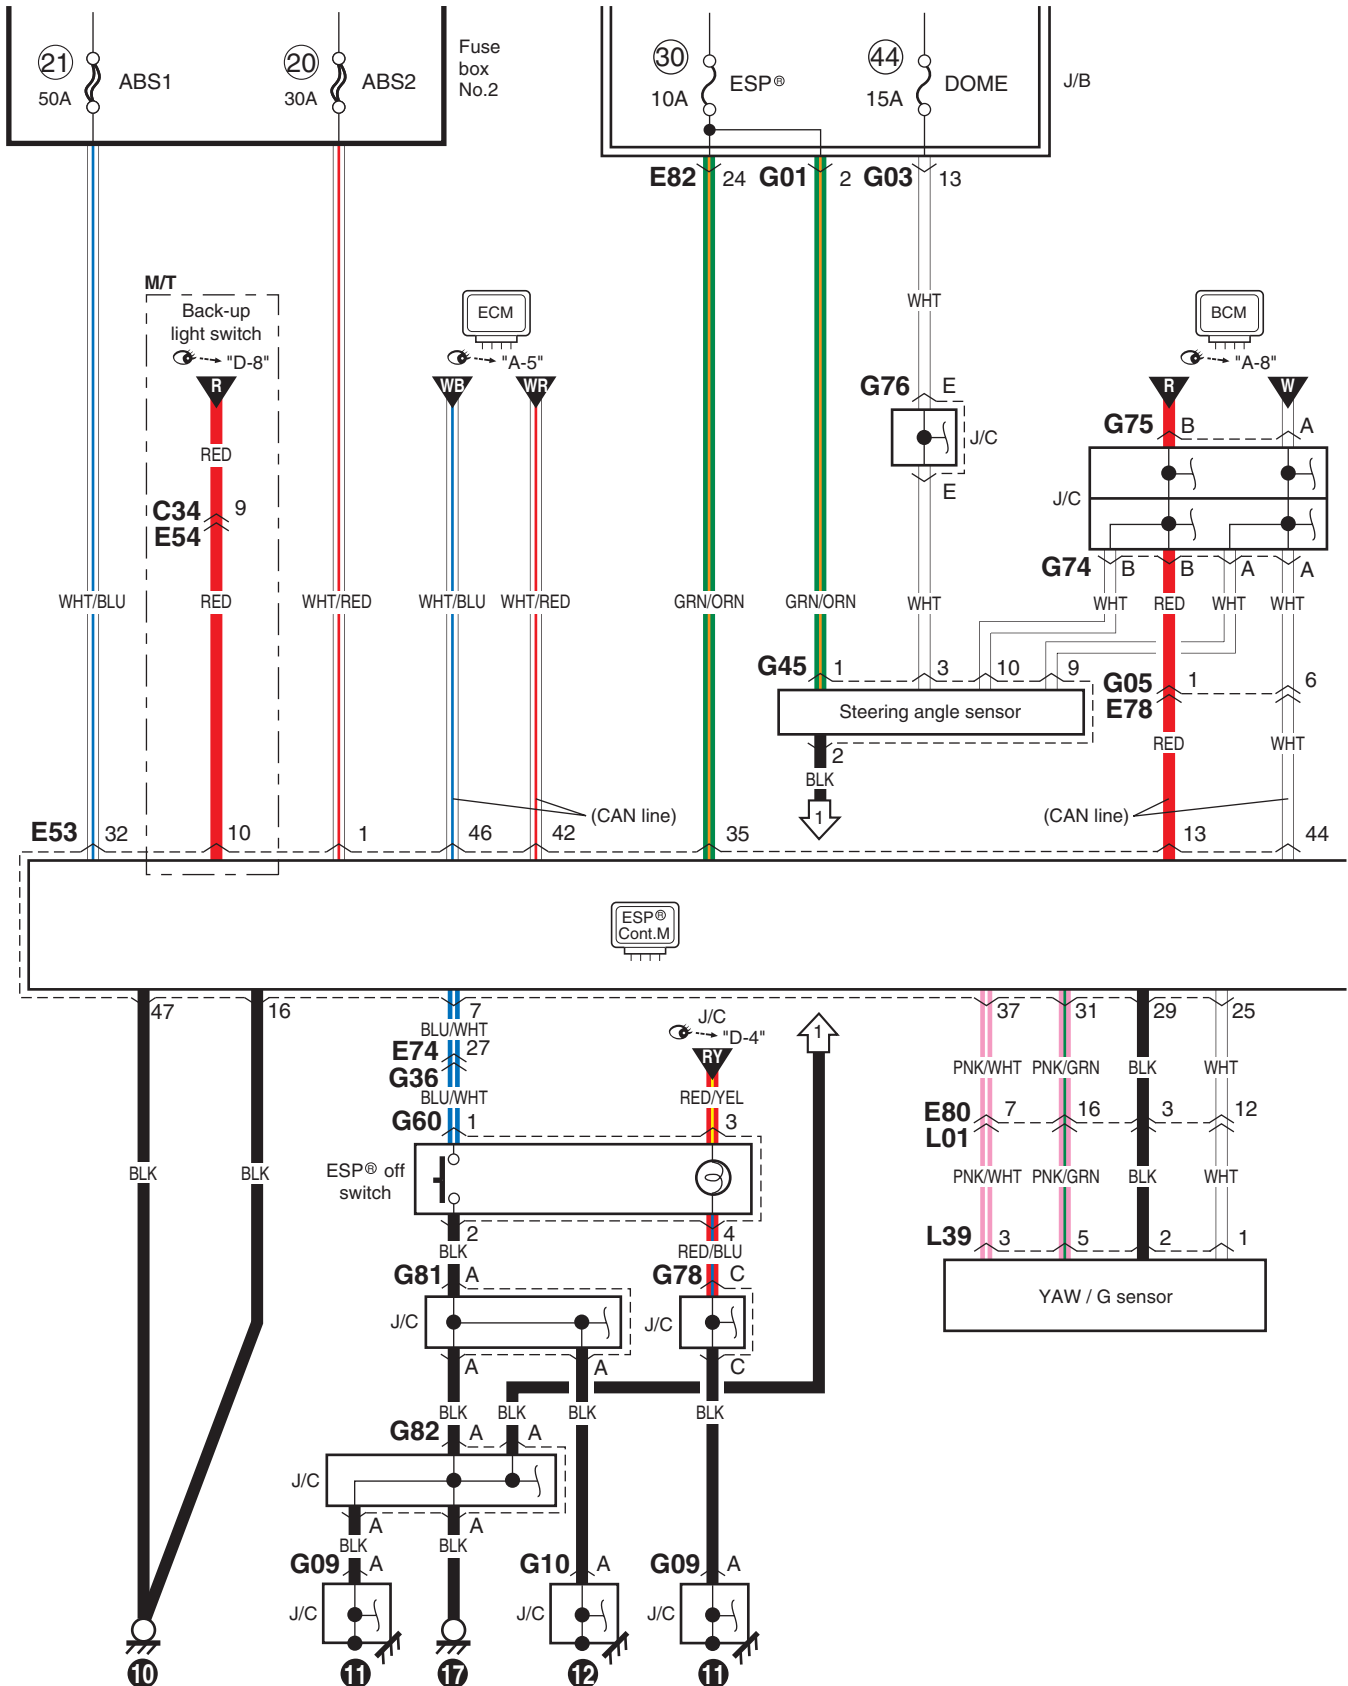 21
50A
ABS1
20
30A
ABS2
Fuse
box
No.2
30
10A
ESP®
44
15A
DOME
J/B
E82 24 G01 2 G03 13
M/T
Back-up
light switch
"D-8"
R
RED
C34 9
E54
ECM
"A-5"
WB WR
WHT
G76 E
J/C
E
BCM
"A-8"
R W
G75 B A
J/C
G74 B B A A
WHT/BLU RED WHT/RED WHT/BLU WHT/RED GRN/ORN GRN/ORN WHT WHT RED WHT WHT
G45 1 3 10 9
Steering angle sensor
2
BLK
1
G05 1 6
E78
RED WHT
(CAN line)
(CAN line)
E53 32 10 1 46 42 35 13 44
ESP®
Cont.M
47 16 7 37 31 29 25
BLU/WHT
E74 27
G36
BLU/WHT
J/C
"D-4"
RY
RED/YEL
1
PNK/WHT PNK/GRN BLK WHT
E80 7 16 3 12
L01
G60 1 3
ESP® off
switch
BLK BLK
PNK/WHT PNK/GRN BLK WHT
2 4
BLK RED/BLU
L39 3 5 2 1
YAW / G sensor
G81 A
J/C
A A
G78 C
J/C
C
BLK BLK BLK BLK
G82 A A
J/C
A A
BLK BLK
G09 A
J/C
G10 A
J/C
G09 A
J/C
10 11 17 12 11